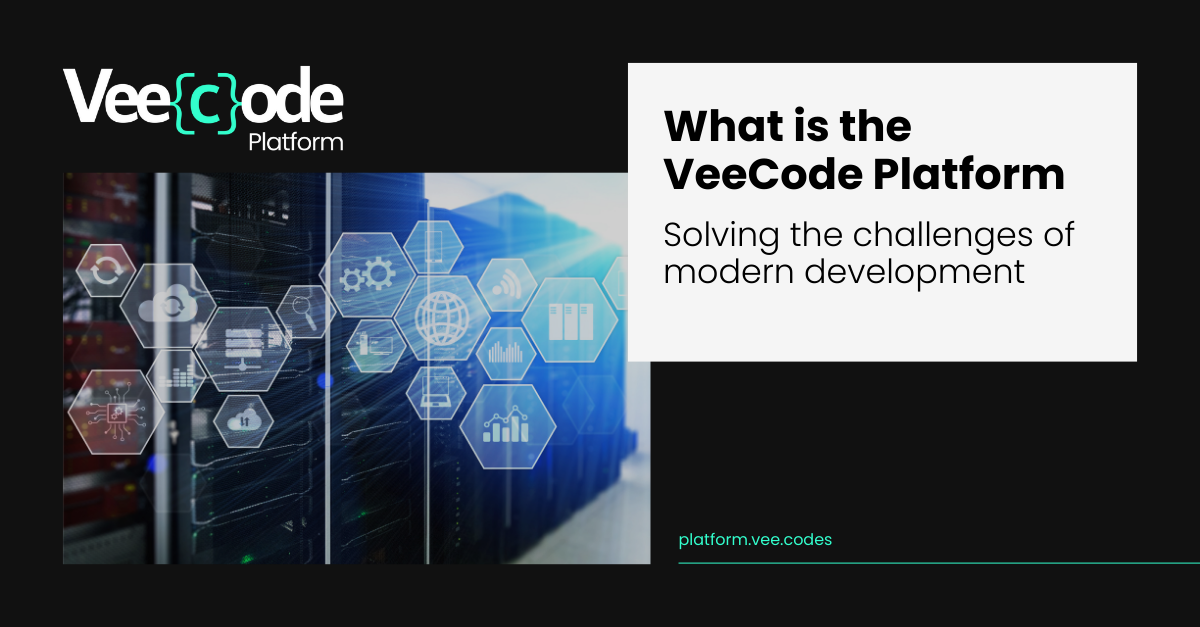 Vee{c}ode
Platform
What is the
VeeCode Platform
Solving the challenges of
modern development
platform.vee.codes